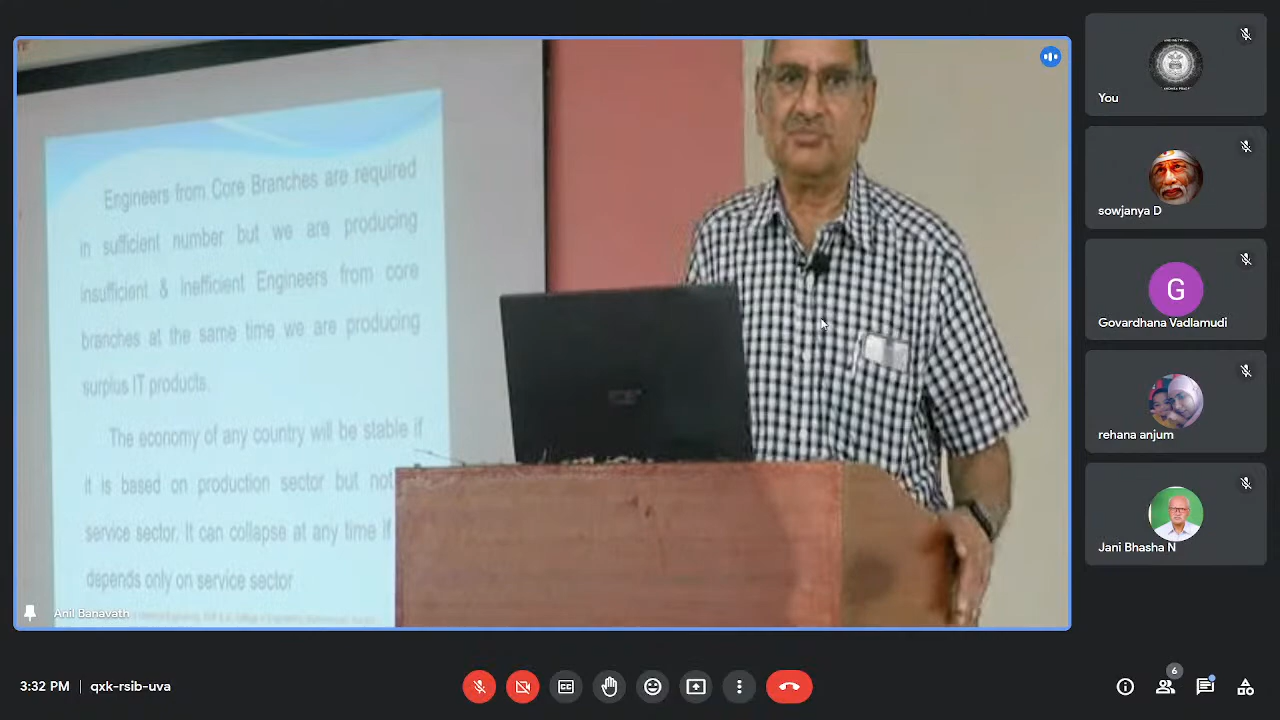 Engineers from Core Branches are required
in sufficient number but we are producing
insufficient & inefficient Engineers from core
branches at the same time we are producing
surplus IT products.
The economy of any country will be stable if
it is based on production sector but not
service sector. It can collapse at any time if
depends only on service sector
Anil Banavath
You
sowjanya D
G
Govardhana Vadlamudi
rehana anjum
Jani Bhasha N
3:32 PM
qxk-rsib-uva
6